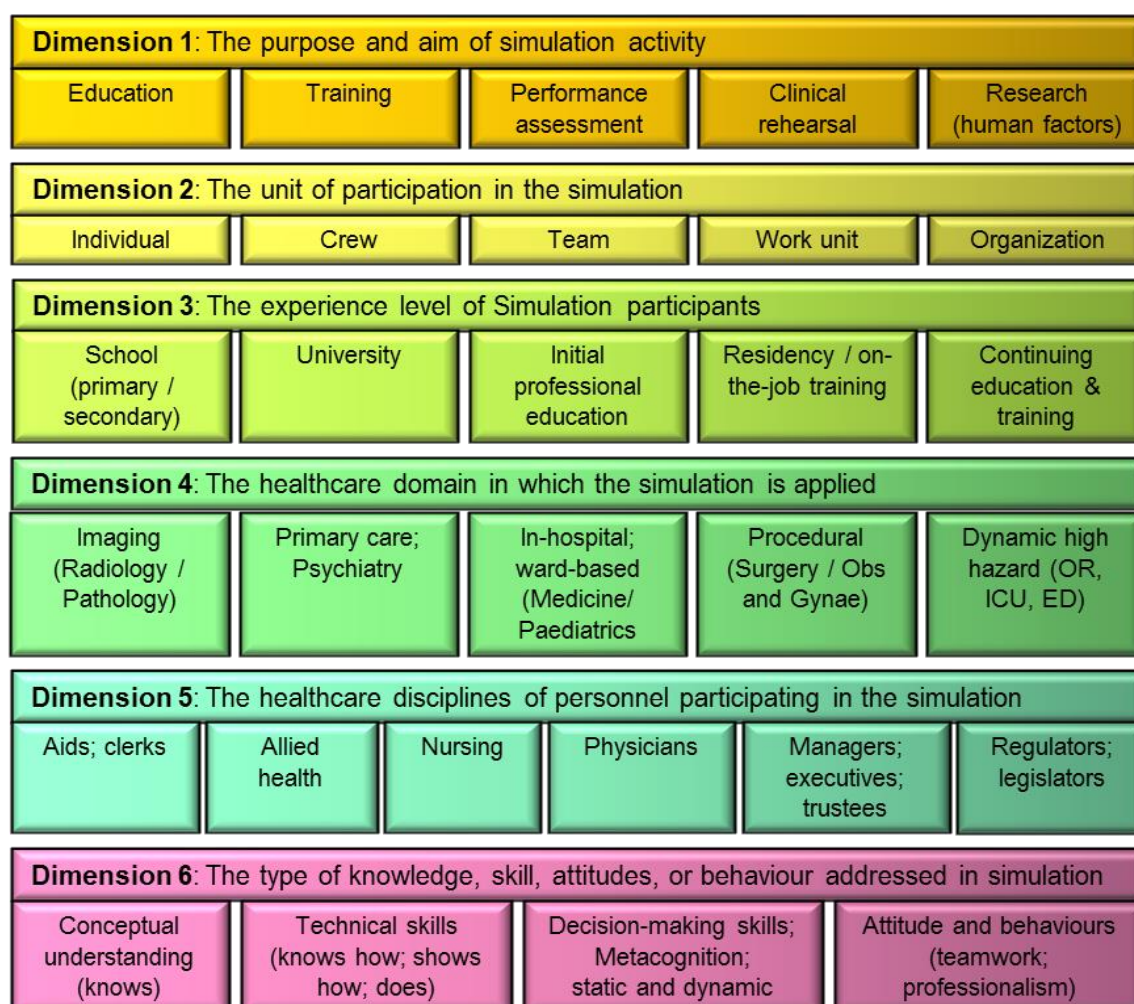 Dimension 1: The purpose and aim of simulation activity
Education
Training
Performance
assessment
Clinical
rehearsal
Research
(human factors)
Dimension 2: The unit of participation in the simulation
Individual
Crew
Team
Work unit
Organization
Dimension 3: The experience level of Simulation participants
School
(primary /
secondary)
University
Initial
professional
education
Residency / on-
the-job training
Continuing
education &
training
Dimension 4: The healthcare domain in which the simulation is applied
Imaging
(Radiology /
Pathology)
Primary care;
Psychiatry
In-hospital;
ward-based
(Medicine/
Paediatrics
Procedural
(Surgery / Obs
and Gynae)
Dynamic high
hazard (OR,
ICU, ED)
Dimension 5: The healthcare disciplines of personnel participating in the simulation
Aids; clerks
Allied
health
Nursing
Physicians
Managers;
executives;
trustees
Regulators;
legislators
Dimension 6: The type of knowledge, skill, attitudes, or behaviour addressed in simulation
Conceptual
understanding
(knows)
Technical skills
(knows how; shows
how; does)
Decision-making skills;
Metacognition;
static and dynamic
Attitude and behaviours
(teamwork;
professionalism)